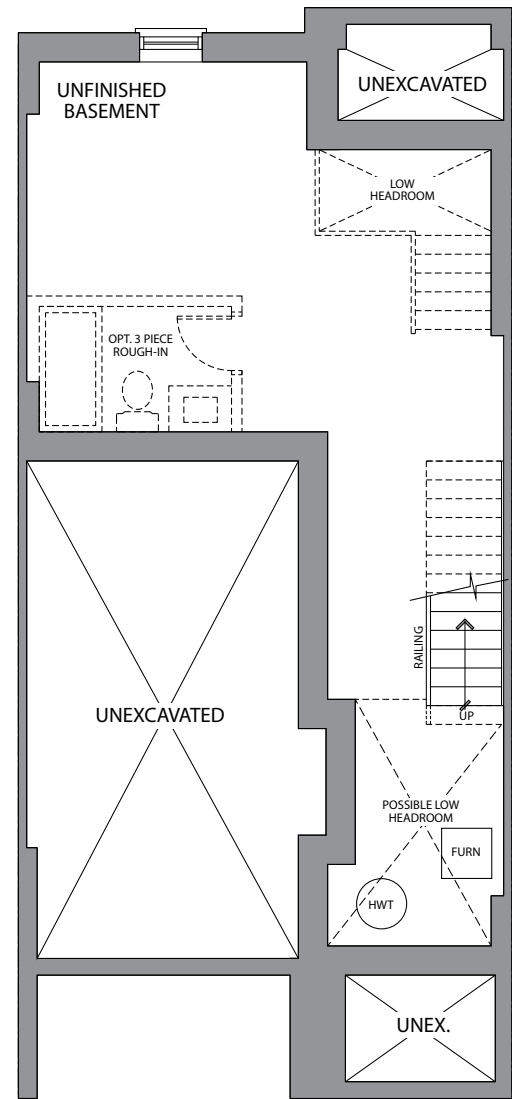 UNFINISHED
BASEMENT
UNEXCAVATED
LOW
HEADROOM
OPT. 3 PIECE
ROUGH-IN
RAILING
UP
UNEXCAVATED
POSSIBLE LOW
HEADROOM
FURN
HWT
UNEX.